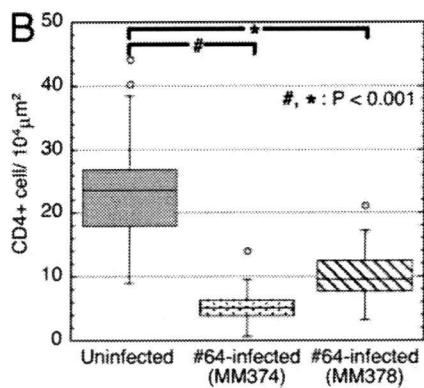 B
50
40
30
20
10
0
CD4+ cell/ 10⁴μm²
*
#
#, * : P < 0.001
Uninfected
#64-infected
(MM374)
#64-infected
(MM378)